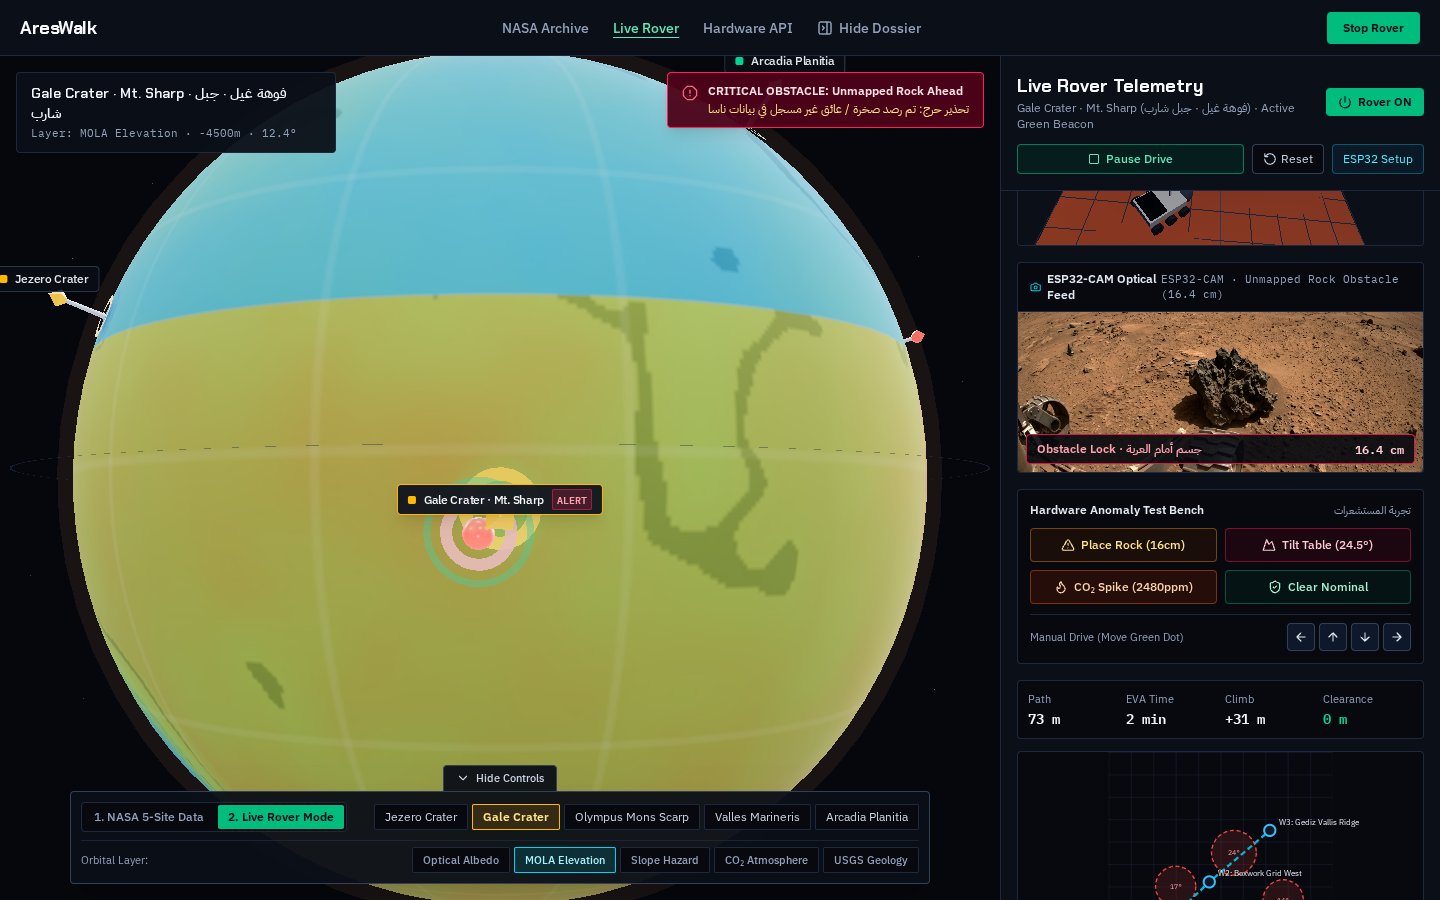 AresWalk
NASA Archive
Live Rover
Hardware API
Hide Dossier
Stop Rover
Arcadia Planitia
Gale Crater · Mt. Sharp · فوهة غيل · جبل
شارب
Layer: MOLA Elevation · -4500m · 12.4°
CRITICAL OBSTACLE: Unmapped Rock Ahead
تحذير حرج: تم رصد صخرة / عائق غير مسجل في بيانات ناسا
Jezero Crater
Gale Crater · Mt. Sharp ALERT
Hide Controls
1. NASA 5-Site Data
2. Live Rover Mode
Jezero Crater
Gale Crater
Olympus Mons Scarp
Valles Marineris
Arcadia Planitia
Orbital Layer:
Optical Albedo
MOLA Elevation
Slope Hazard
CO₂ Atmosphere
USGS Geology
Live Rover Telemetry
Gale Crater · Mt. Sharp (فوهة غيل · جبل شارب) · Active
Green Beacon
Rover ON
Pause Drive
Reset
ESP32 Setup
ESP32-CAM Optical
Feed
ESP32-CAM · Unmapped Rock Obstacle
(16.4 cm)
Obstacle Lock · جسم أمام العربة
16.4 cm
Hardware Anomaly Test Bench
تجربة المستشعرات
Place Rock (16cm)
Tilt Table (24.5°)
CO₂ Spike (2480ppm)
Clear Nominal
Manual Drive (Move Green Dot)
Path
EVA Time
Climb
Clearance
73 m
2 min
+31 m
0 m
W3: Gediz Vallis Ridge
24°
W2: Boxwork Grid West
17°